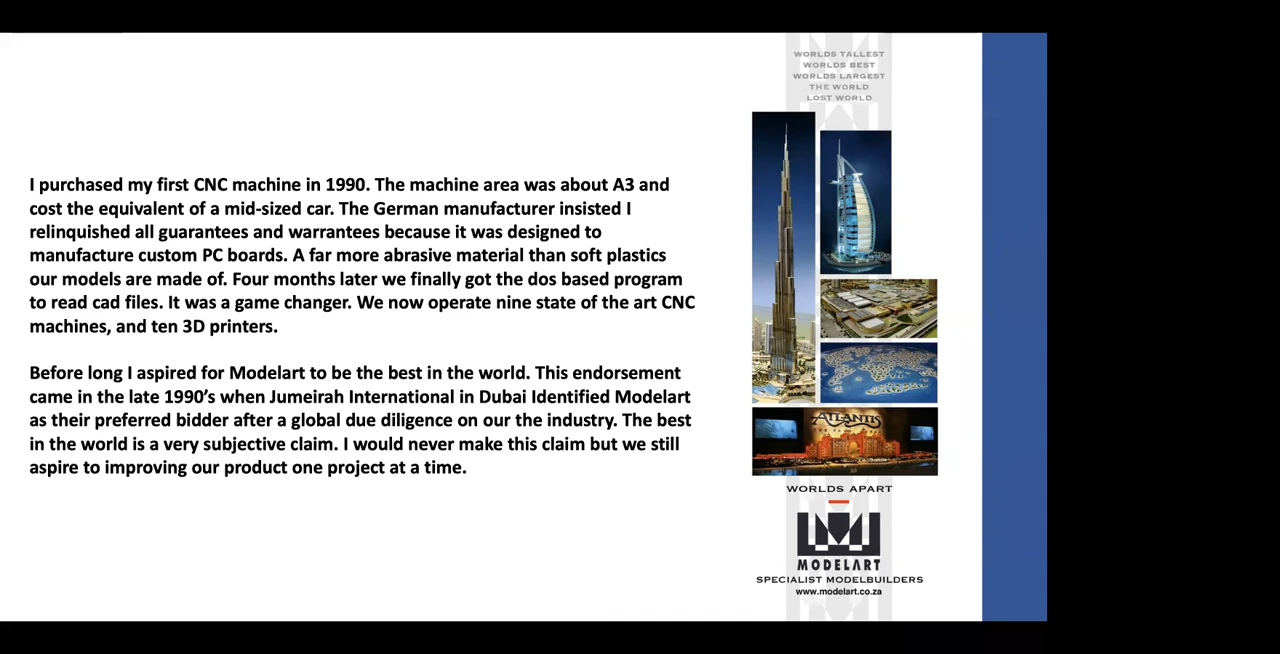 I purchased my first CNC machine in 1990. The machine area was about A3 and
cost the equivalent of a mid-sized car. The German manufacturer insisted I
relinquished all guarantees and warrantees because it was designed to
manufacture custom PC boards. A far more abrasive material than soft plastics
our models are made of. Four months later we finally got the dos based program
to read cad files. It was a game changer. We now operate nine state of the art CNC
machines, and ten 3D printers.
Before long I aspired for Modelart to be the best in the world. This endorsement
came in the late 1990’s when Jumeirah International in Dubai Identified Modelart
as their preferred bidder after a global due diligence on our the industry. The best
in the world is a very subjective claim. I would never make this claim but we still
aspire to improving our product one project at a time.
WORLDS TALLEST
WORLDS BEST
WORLDS LARGEST
THE WORLD
LOST WORLD
ATLANTIS
WORLDS APART
MODELART
SPECIALIST MODELBUILDERS
www.modelart.co.za